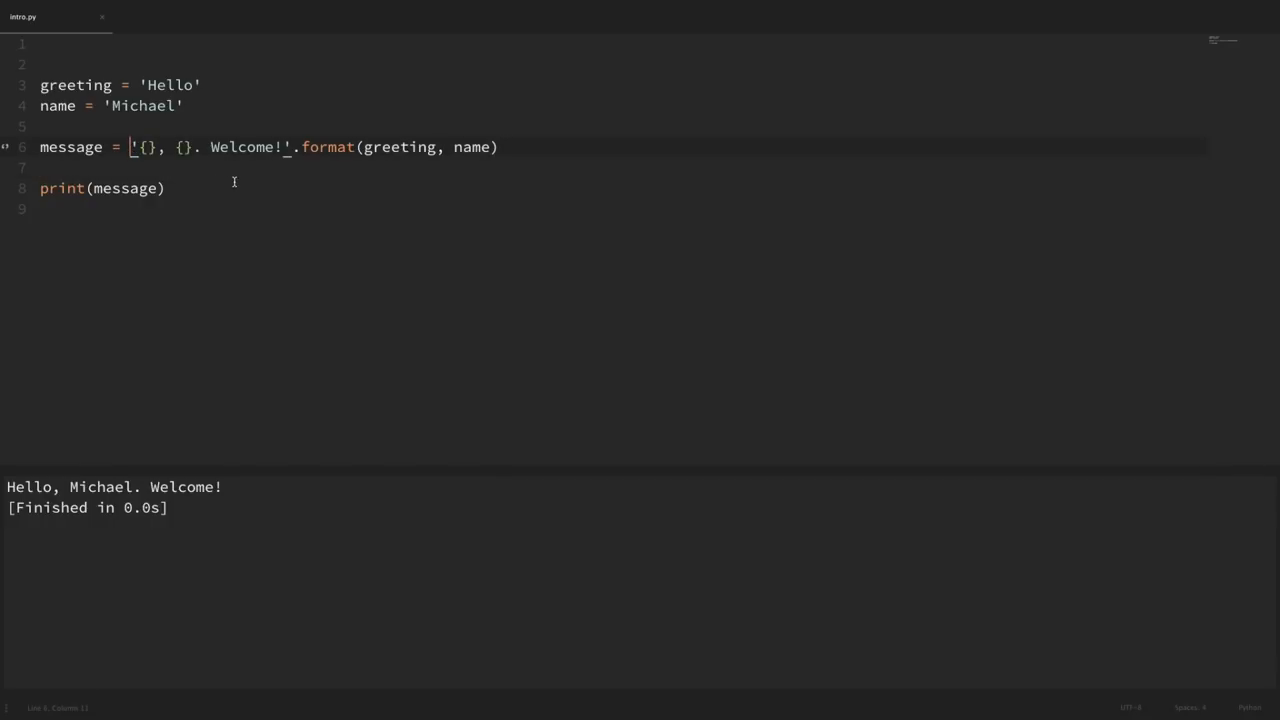 intro.py ×
1
2
3 greeting = 'Hello'
4 name = 'Michael'
5
6 message = '{}, {}. Welcome!'.format(greeting, name)
7
8 print(message)
9
Hello, Michael. Welcome!
[Finished in 0.0s]
Line 6, Column 11 UTF-8 Spaces: 4 Python